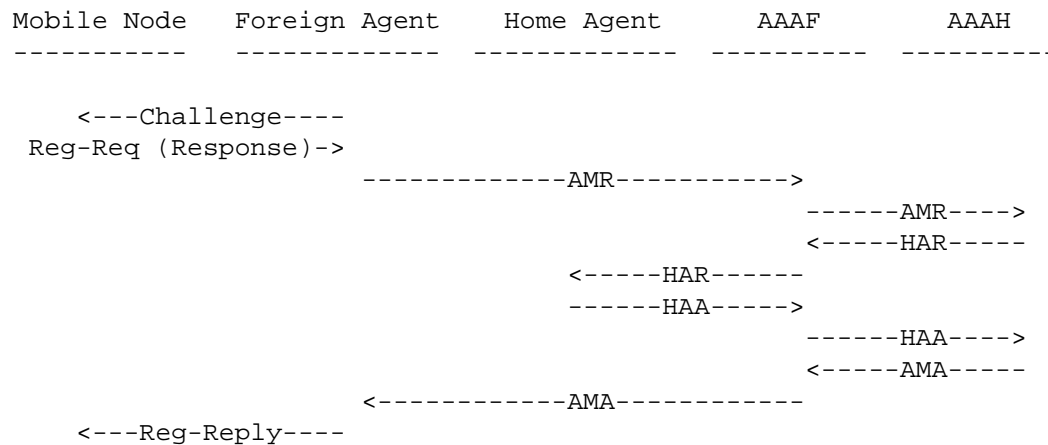 Mobile Node   Foreign Agent    Home Agent      AAAF         AAAH
-----------   -------------  -------------  ----------  ----------
<---Challenge----
Reg-Req (Response)->
-------------AMR----------->
------AMR---->
<-----HAR-----
<-----HAR------
------HAA----->
------HAA---->
<-----AMA-----
<------------AMA------------
<---Reg-Reply----